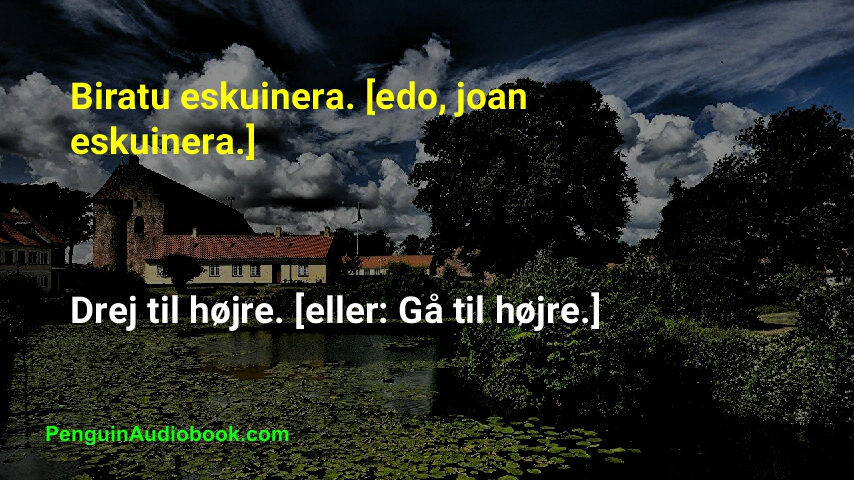 Biratu eskuinera. [edo, joan
eskuinera.]
Drej til højre. [eller: Gå til højre.]
PenguinAudiobook.com